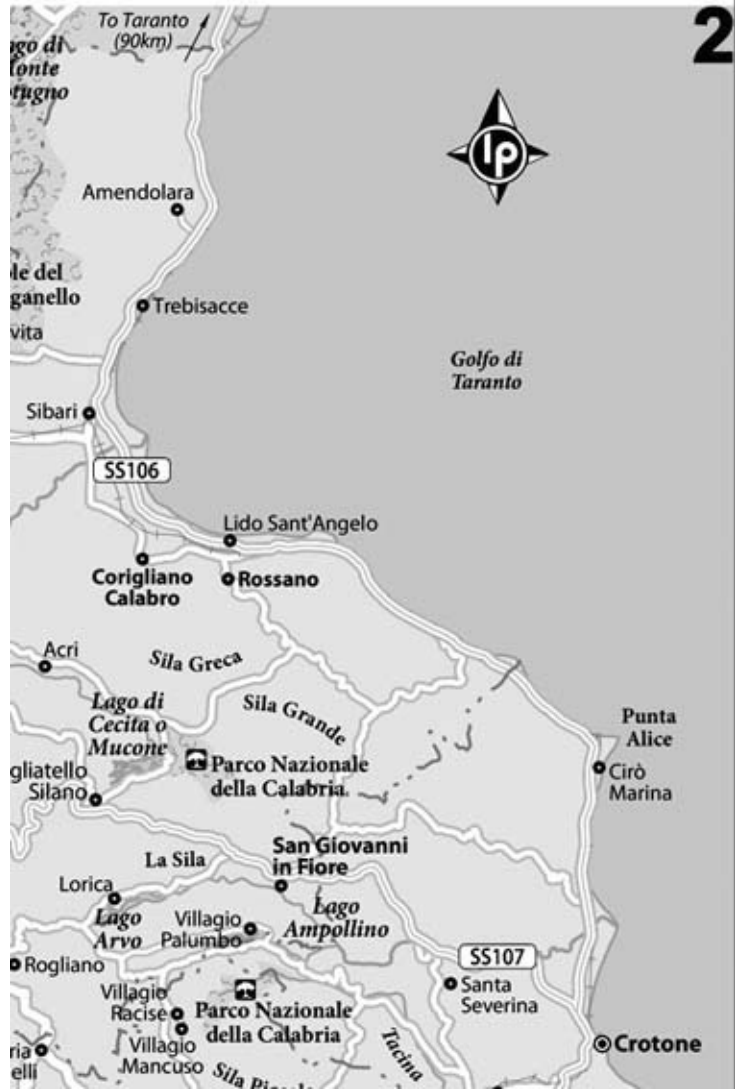 To Taranto
(90km)
2
lp
Amendolara
Trebisacce
Golfo di
Taranto
Sibari
SS106
Lido Sant'Angelo
Corigliano
Calabro
Rossano
Acri
Sila Greca
Lago di
Cecita o
Mucone
Sila Grande
Punta
Alice
Parco Nazionale
della Calabria
Silano
Cirò
Marina
San Giovanni
in Fiore
La Sila
Lorica
Lago
Arvo
Villagio
Palumbo
Lago
Ampollino
Rogliano
SS107
Santa
Severina
Villagio
Racise
Parco Nazionale
della Calabria
Villagio
Mancuso
Tacina
Crotone
Sila